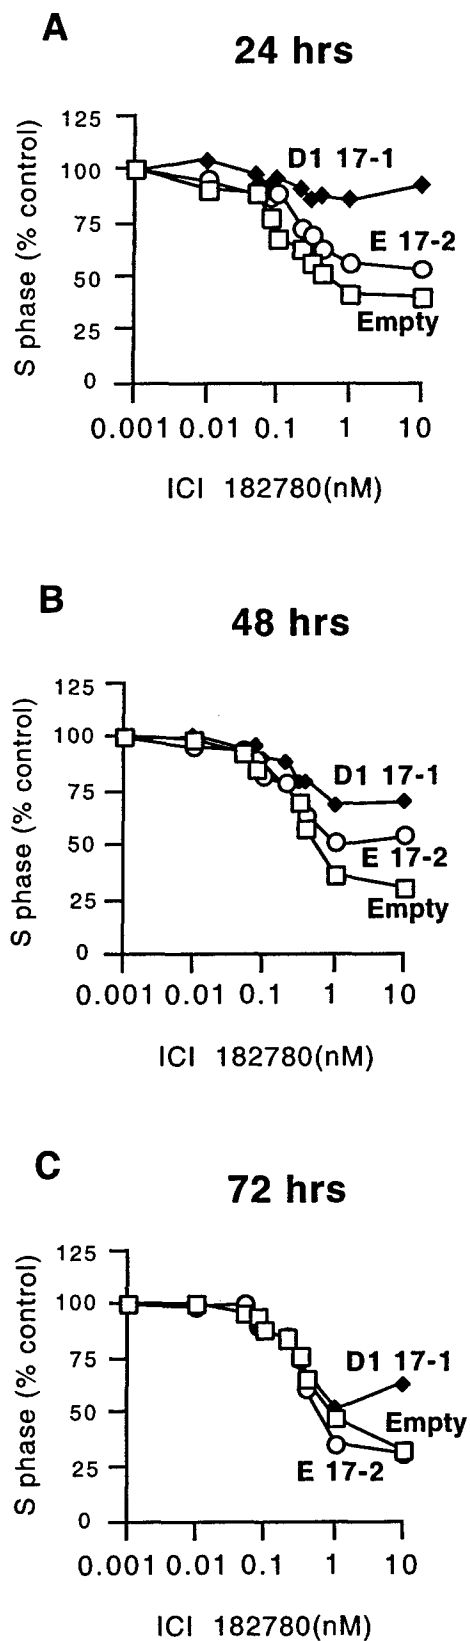 A
24 hrs
S phase (% control)
125
100
75
50
25
0
D1 17-1
E 17-2
Empty
0.001 0.01 0.1 1 10
ICI 182780(nM)
B
48 hrs
S phase (% control)
125
100
75
50
25
0
D1 17-1
E 17-2
Empty
0.001 0.01 0.1 1 10
ICI 182780(nM)
C
72 hrs
S phase (% control)
125
100
75
50
25
0
D1 17-1
Empty
E 17-2
0.001 0.01 0.1 1 10
ICI 182780(nM)